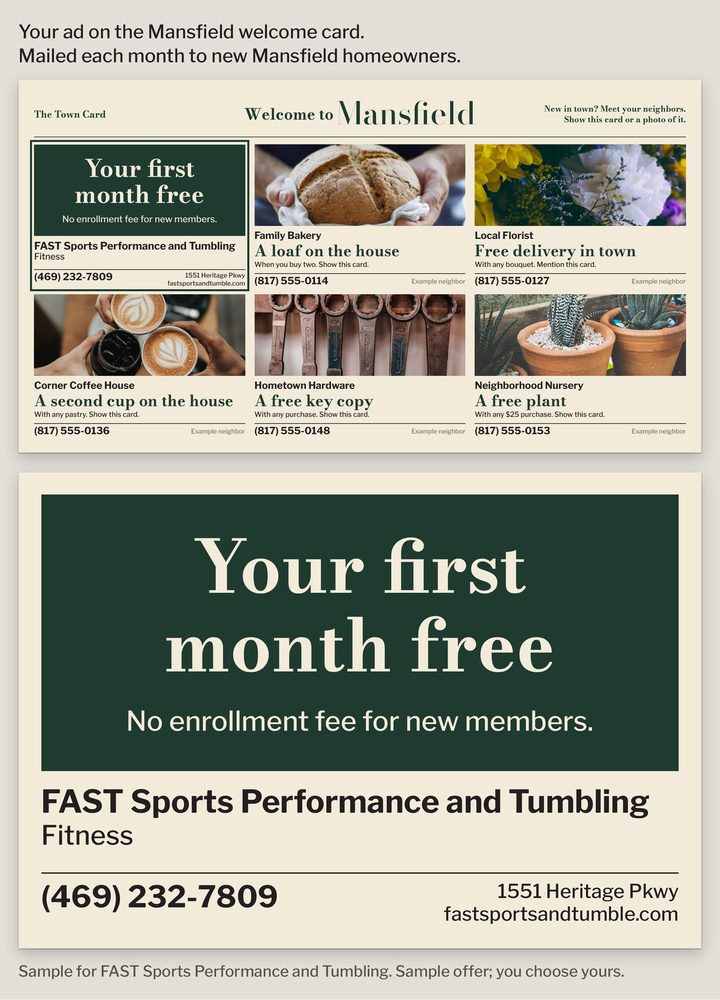 Your ad on the Mansfield welcome card.
Mailed each month to new Mansfield homeowners.
The Town Card
Welcome to Mansfield
New in town? Meet your neighbors.
Show this card or a photo of it.
Your first
month free
No enrollment fee for new members.
FAST Sports Performance and Tumbling
Fitness
(469) 232-7809
1551 Heritage Pkwy
fastsportsandtumble.com
Family Bakery
A loaf on the house
When you buy two. Show this card.
(817) 555-0114
Example neighbor
Local Florist
Free delivery in town
With any bouquet. Mention this card.
(817) 555-0127
Example neighbor
Corner Coffee House
A second cup on the house
With any pastry. Show this card.
(817) 555-0136
Example neighbor
Hometown Hardware
A free key copy
With any purchase. Show this card.
(817) 555-0148
Example neighbor
Neighborhood Nursery
A free plant
With any $25 purchase. Show this card.
(817) 555-0153
Example neighbor
Your first
month free
No enrollment fee for new members.
FAST Sports Performance and Tumbling
Fitness
(469) 232-7809
1551 Heritage Pkwy
fastsportsandtumble.com
Sample for FAST Sports Performance and Tumbling. Sample offer; you choose yours.